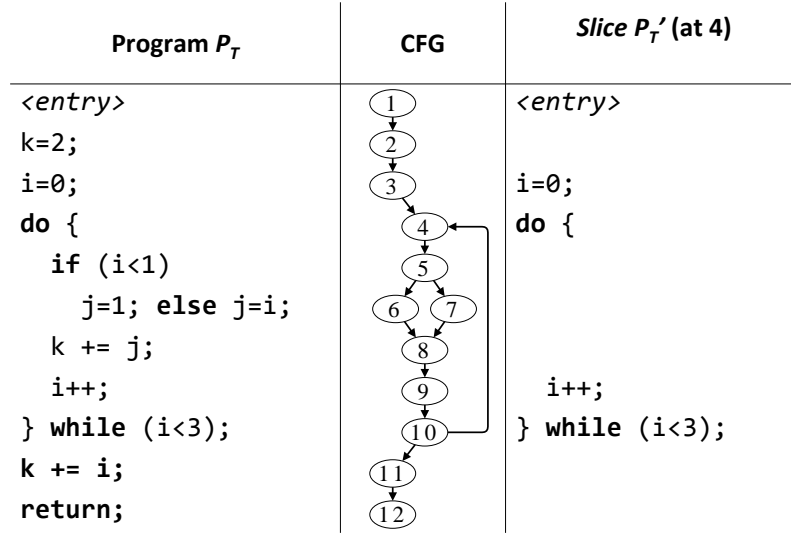 Program P_T CFG Slice P_T' (at 4)
<entry> 1 <entry>
k=2; 2
i=0; 3 i=0;
do { 4 do {
if (i<1) 5
j=1; else j=i; 6 7
k += j; 8
i++; 9 i++;
} while (i<3); 10 } while (i<3);
k += i; 11
return; 12